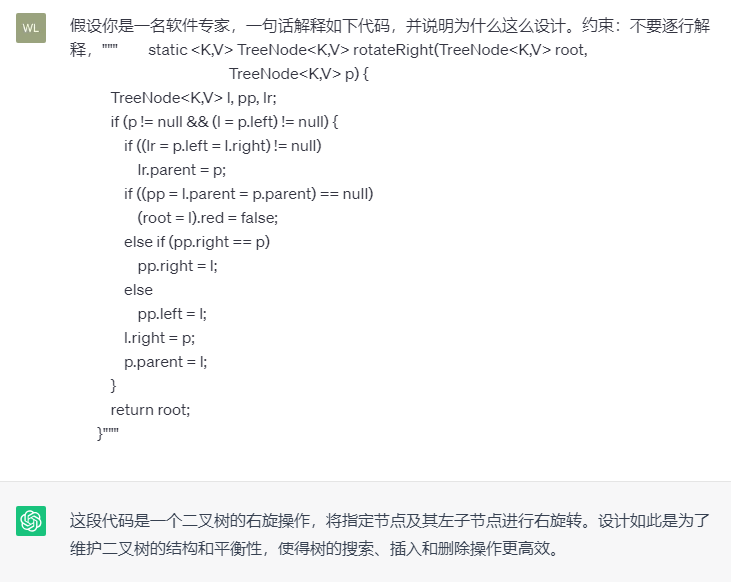 WL
假设你是一名软件专家，一句话解释如下代码，并说明为什么这么设计。约束：不要逐行解
释，""" static <K,V> TreeNode<K,V> rotateRight(TreeNode<K,V> root,
TreeNode<K,V> p) {
TreeNode<K,V> l, pp, lr;
if (p != null && (l = p.left) != null) {
if ((lr = p.left = l.right) != null)
lr.parent = p;
if ((pp = l.parent = p.parent) == null)
(root = l).red = false;
else if (pp.right == p)
pp.right = l;
else
pp.left = l;
l.right = p;
p.parent = l;
}
return root;
}"""
这段代码是一个二叉树的右旋操作，将指定节点及其左子节点进行右旋转。设计如此是为了
维护二叉树的结构和平衡性，使得树的搜索、插入和删除操作更高效。